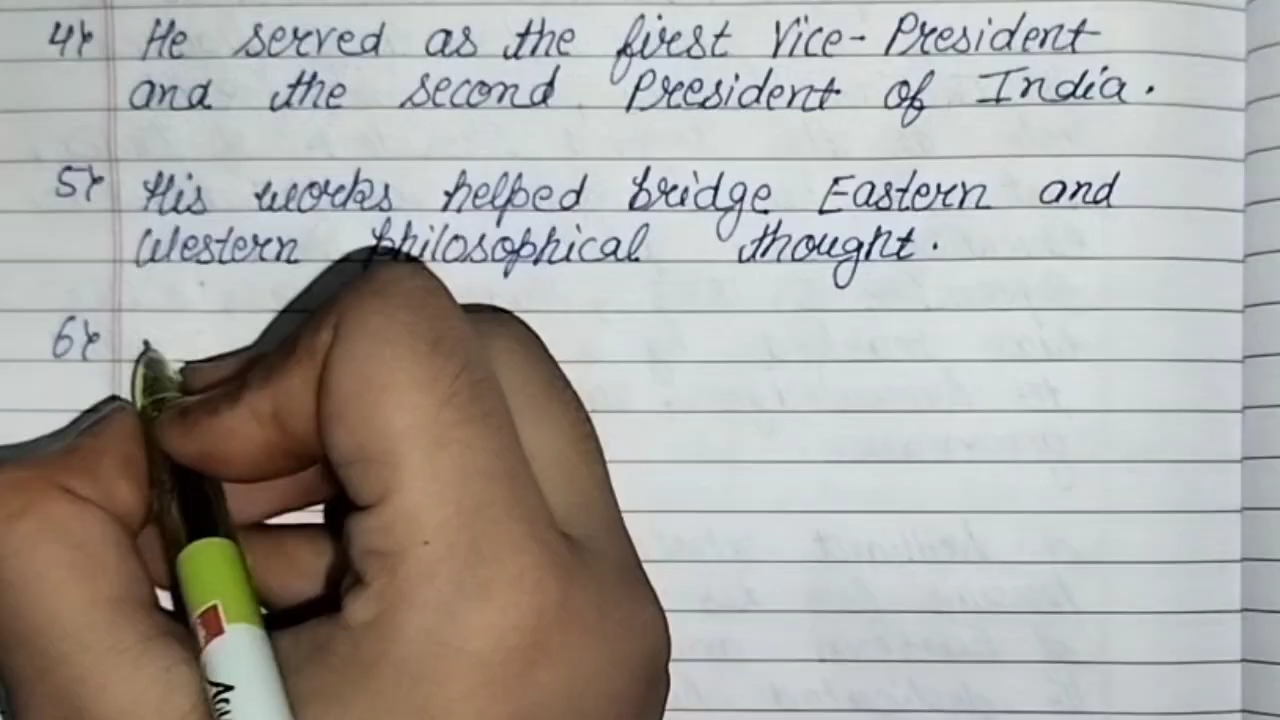 4) He served as the first Vice-President
and the second President of India.
5) His works helped bridge Eastern and
Western philosophical thought.
6)